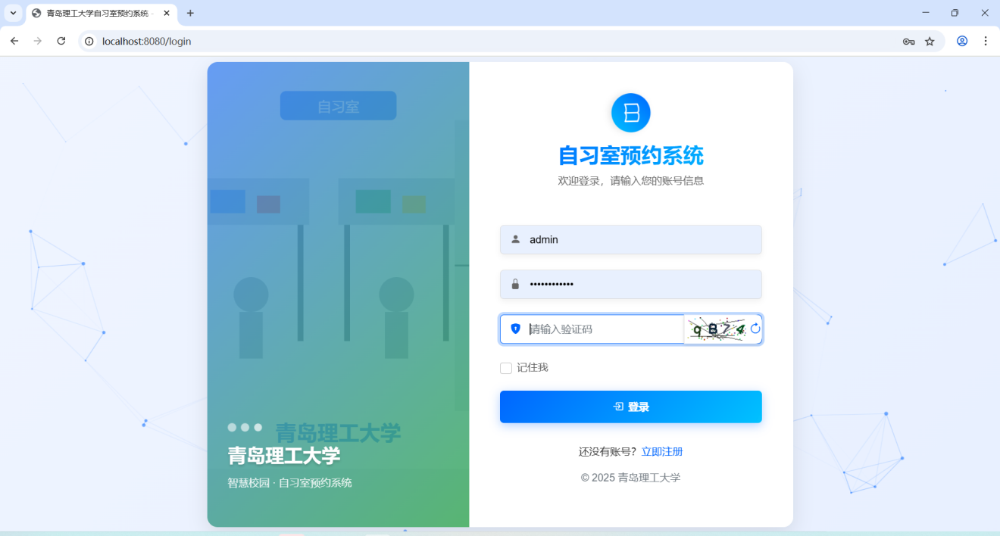 青岛理工大学自习室预约系统 -
localhost:8080/login
自习室
青岛理工大学
青岛理工大学
智慧校园 · 自习室预约系统
自习室预约系统
欢迎登录，请输入您的账号信息
admin
••••••••••••
请输入验证码
9B74
记住我
登录
还没有账号？立即注册
© 2025 青岛理工大学